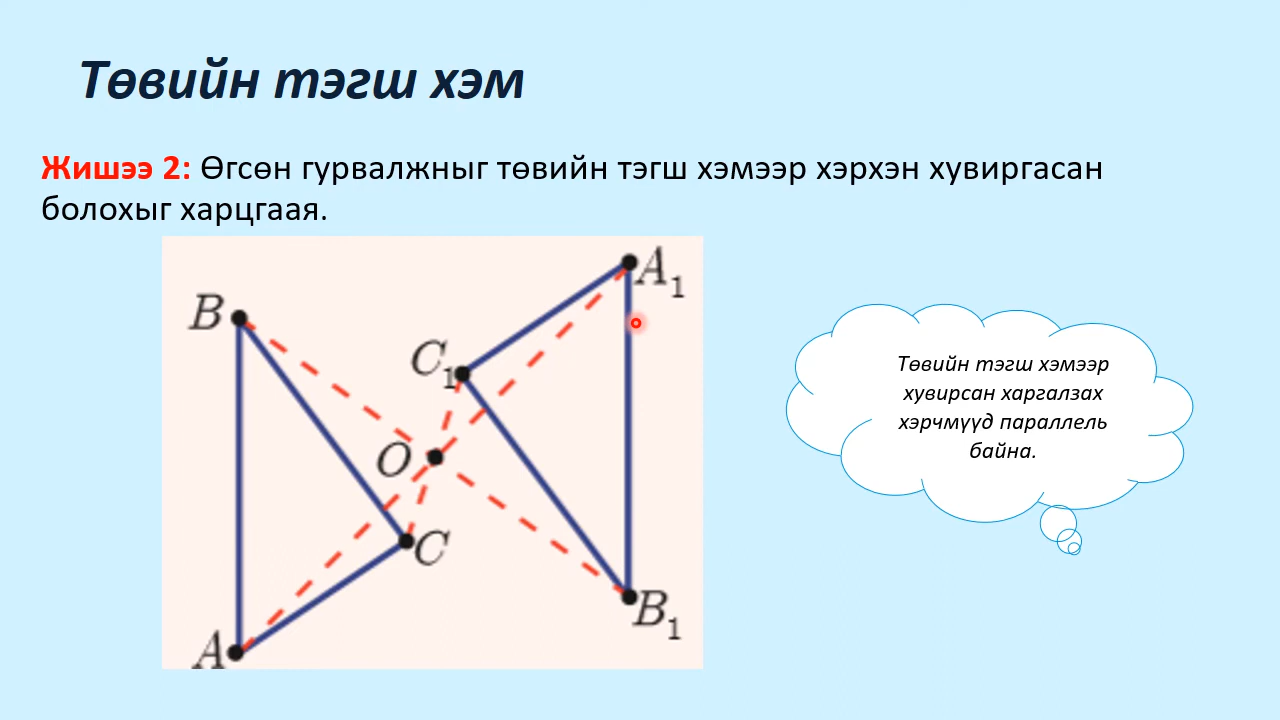 Төвийн тэгш хэм
Жишээ 2: Өгсөн гурвалжныг төвийн тэгш хэмээр хэрхэн хувиргасан
болохыг харцгаая.
A₁
B
C₁
O
C
B₁
A
Төвийн тэгш хэмээр
хувирсан харгалзах
хэрчмүүд параллель
байна.